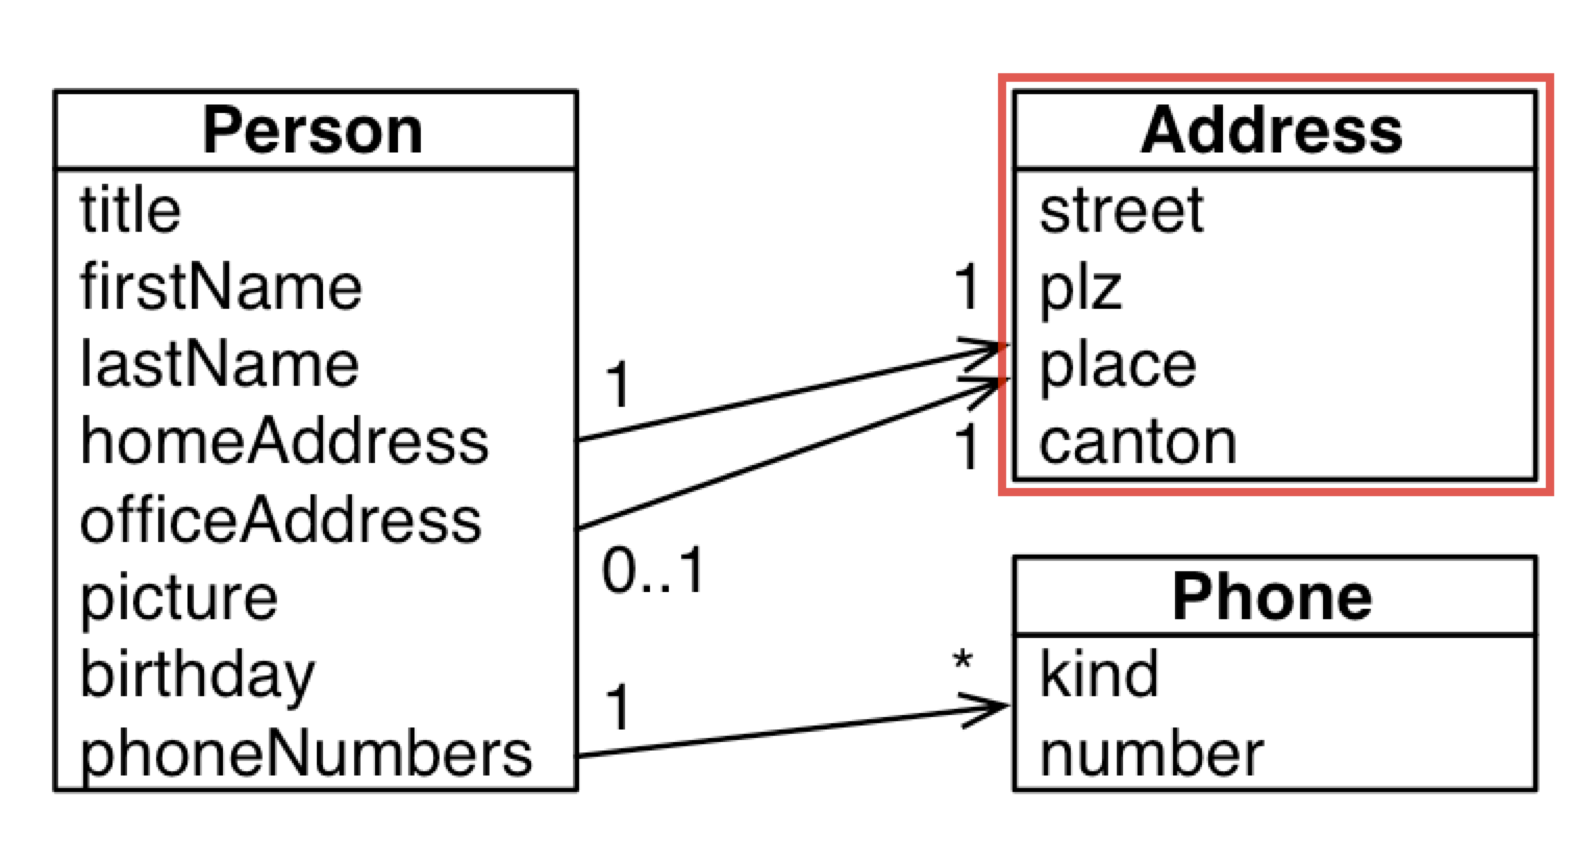 Person
title
firstName
lastName
homeAddress
officeAddress
picture
birthday
phoneNumbers
1
1
0..1
1
1
*
Address
street
plz
place
canton
Phone
kind
number